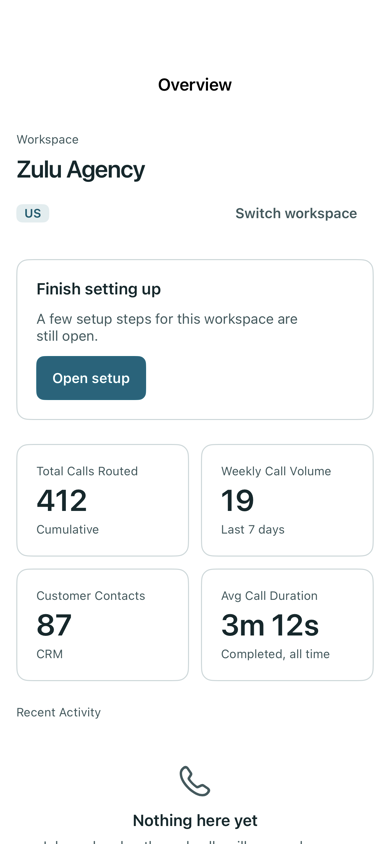 Overview
Workspace
Zulu Agency
US
Switch workspace
Finish setting up
A few setup steps for this workspace are
still open.
Open setup
Total Calls Routed
412
Cumulative
Weekly Call Volume
19
Last 7 days
Customer Contacts
87
CRM
Avg Call Duration
3m 12s
Completed, all time
Recent Activity
Nothing here yet